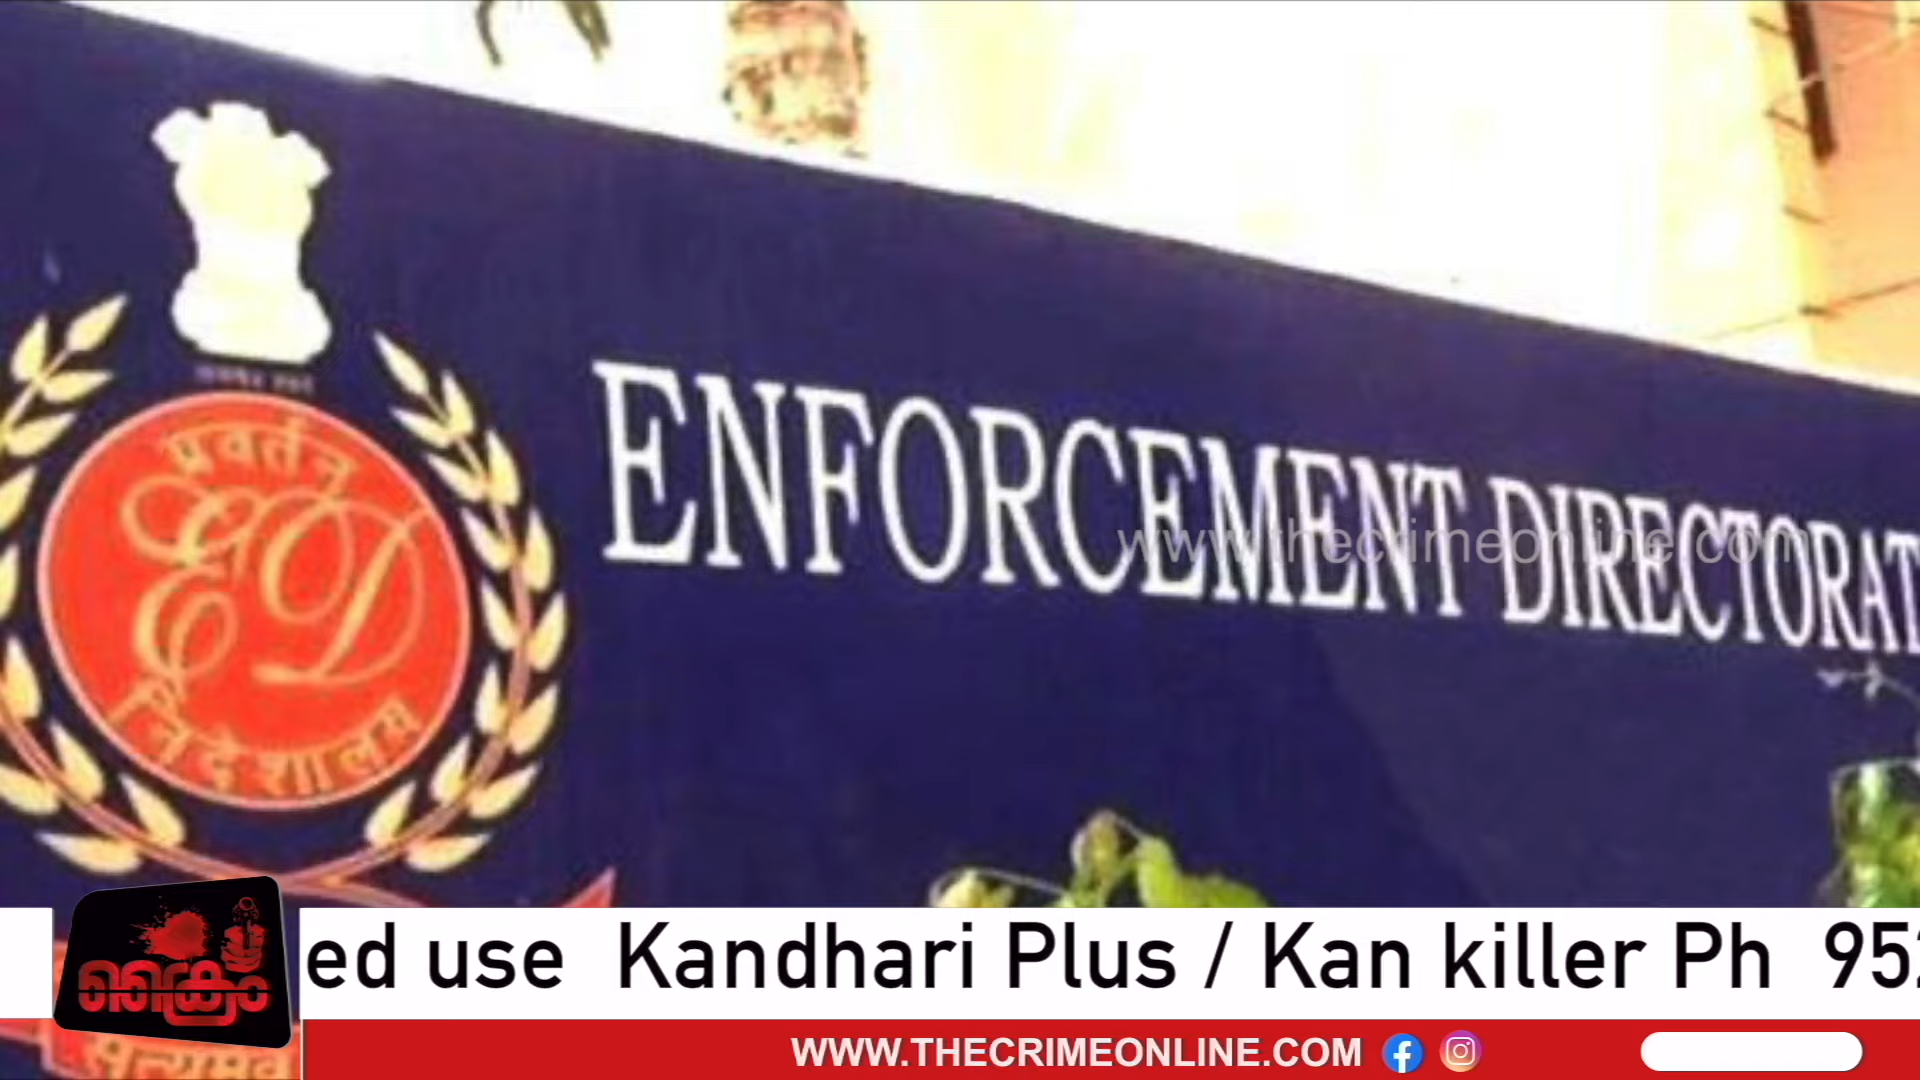 ENFORCEMENT DIRECTORAT
www.thecrimeonline.com
प्रवर्तन
ED
निदेशालय
ed use Kandhari Plus / Kan killer Ph 952
ക്രൈം
WWW.THECRIMEONLINE.COM